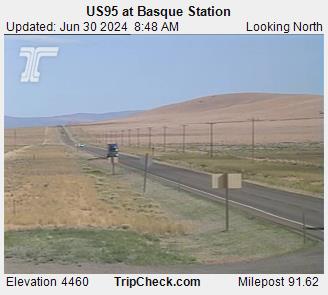 US95 at Basque Station
Updated: Jun 30 2024 8:48 AM Looking North
Elevation 4460 TripCheck.com Milepost 91.62